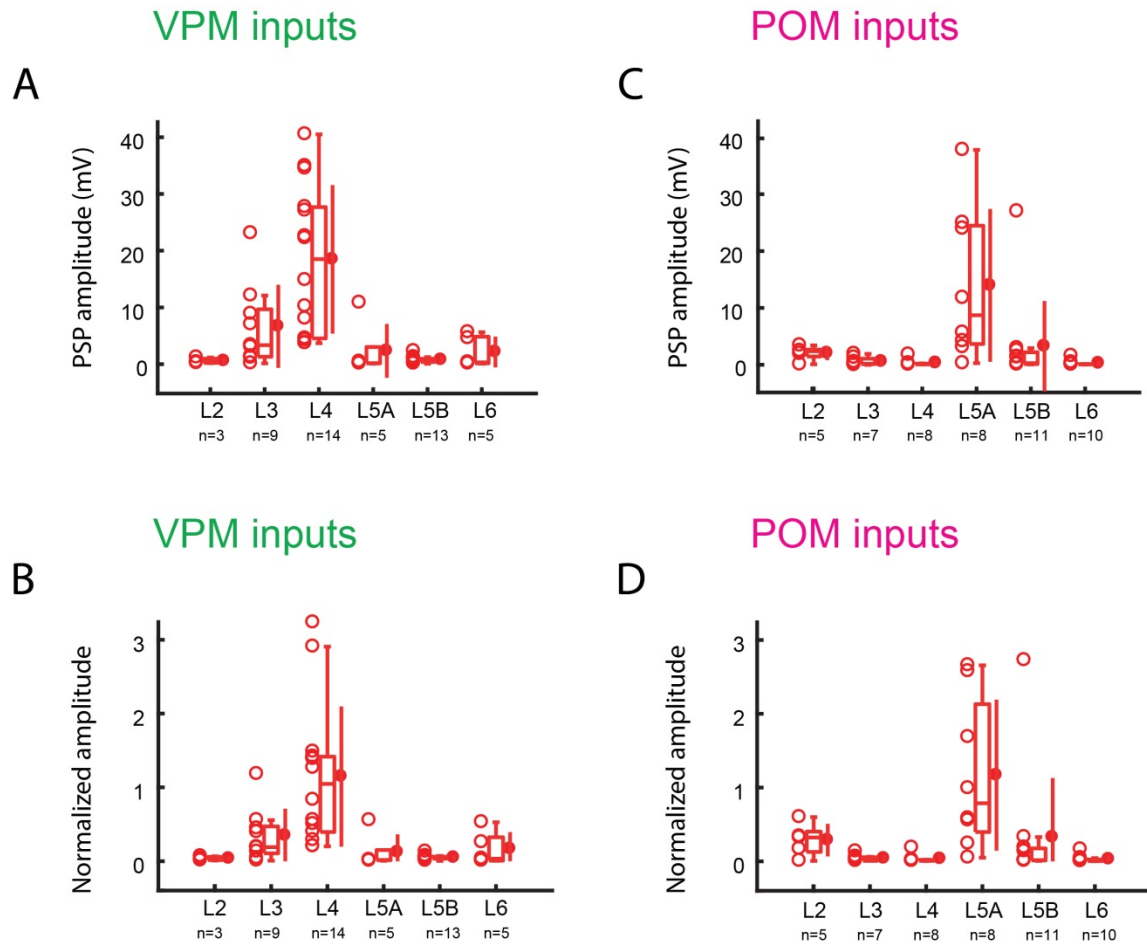 VPM inputs
A
PSP amplitude (mV)
40
30
20
10
0
L2 L3 L4 L5A L5B L6
n=3 n=9 n=14 n=5 n=13 n=5
POM inputs
C
PSP amplitude (mV)
40
30
20
10
0
L2 L3 L4 L5A L5B L6
n=5 n=7 n=8 n=8 n=11 n=10
VPM inputs
B
Normalized amplitude
3
2
1
0
L2 L3 L4 L5A L5B L6
n=3 n=9 n=14 n=5 n=13 n=5
POM inputs
D
Normalized amplitude
3
2
1
0
L2 L3 L4 L5A L5B L6
n=5 n=7 n=8 n=8 n=11 n=10